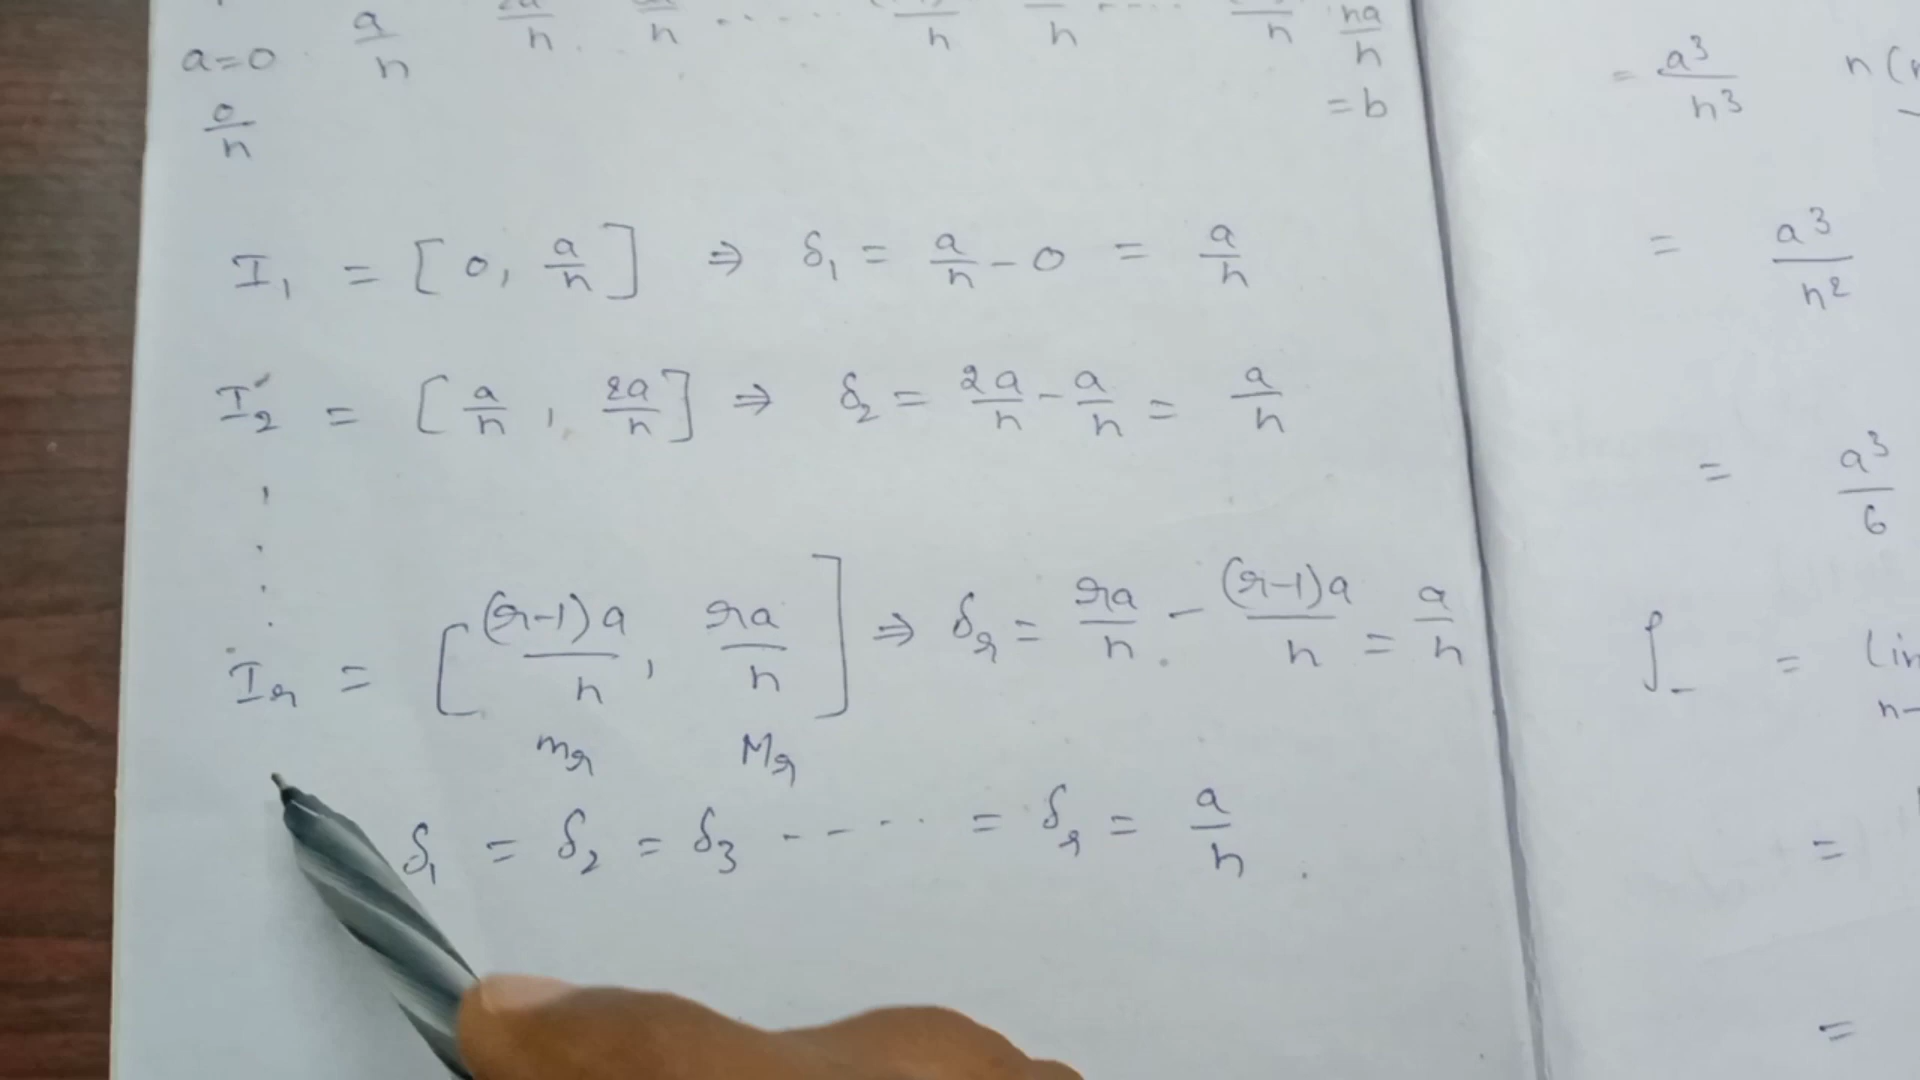 a=0 a/n 2a/n ..... na/n
0/n =b
I₁ = [0, a/n] ⇒ δ₁ = a/n - 0 = a/n
I₂ = [a/n, 2a/n] ⇒ δ₂ = 2a/n - a/n = a/n
Iᵣ = [(r-1)a/n, ra/n] ⇒ δᵣ = ra/n - (r-1)a/n = a/n
mᵣ Mᵣ
δ₁ = δ₂ = δ₃ ----.. = δᵣ = a/n .
= a³/n³ n(
= a³/n²
= a³/6
∫_ =
n-
=
=